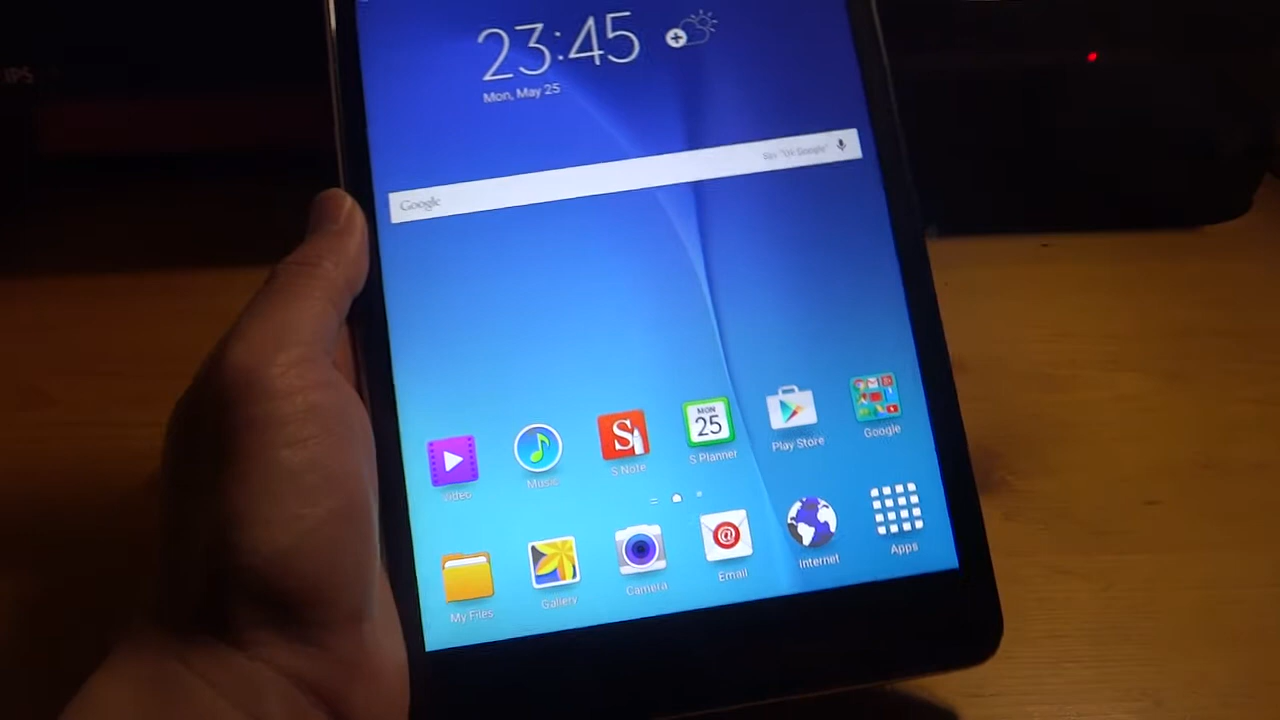 IPS
23:45
Mon, May 25
Google
Say "Ok Google"
MON
25
S
Video
Music
S Note
S Planner
Play Store
Google
@
My Files
Gallery
Camera
Email
Internet
Apps